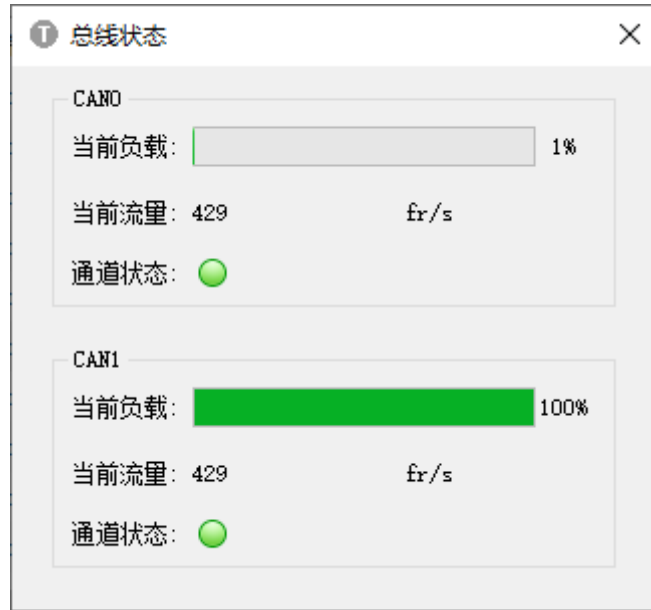 T 总线状态
CAN0
当前负载: 1%
当前流量: 429 fr/s
通道状态:
CAN1
当前负载: 100%
当前流量: 429 fr/s
通道状态: